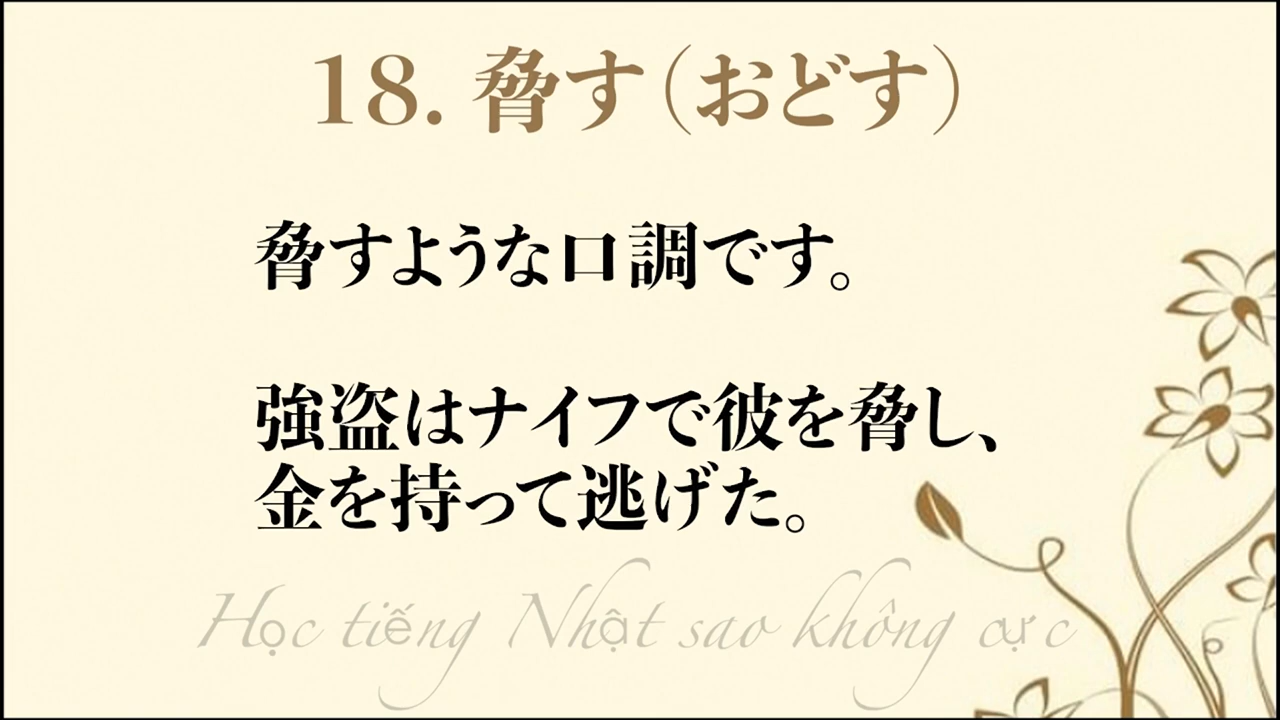 18. 脅す（おどす）
脅すような口調です。
強盗はナイフで彼を脅し、
金を持って逃げた。
Học tiếng Nhật sao không cực